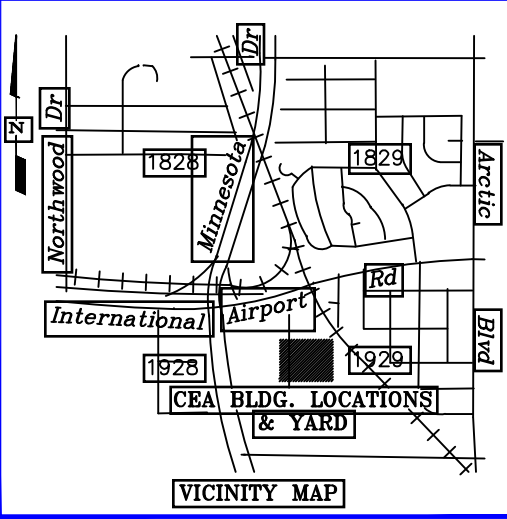 Dr
Dr
N
Northwood
1828
Minnesota
1829
Arctic
Rd
International
Airport
Blvd
1928
1929
CEA BLDG. LOCATIONS
& YARD
VICINITY MAP